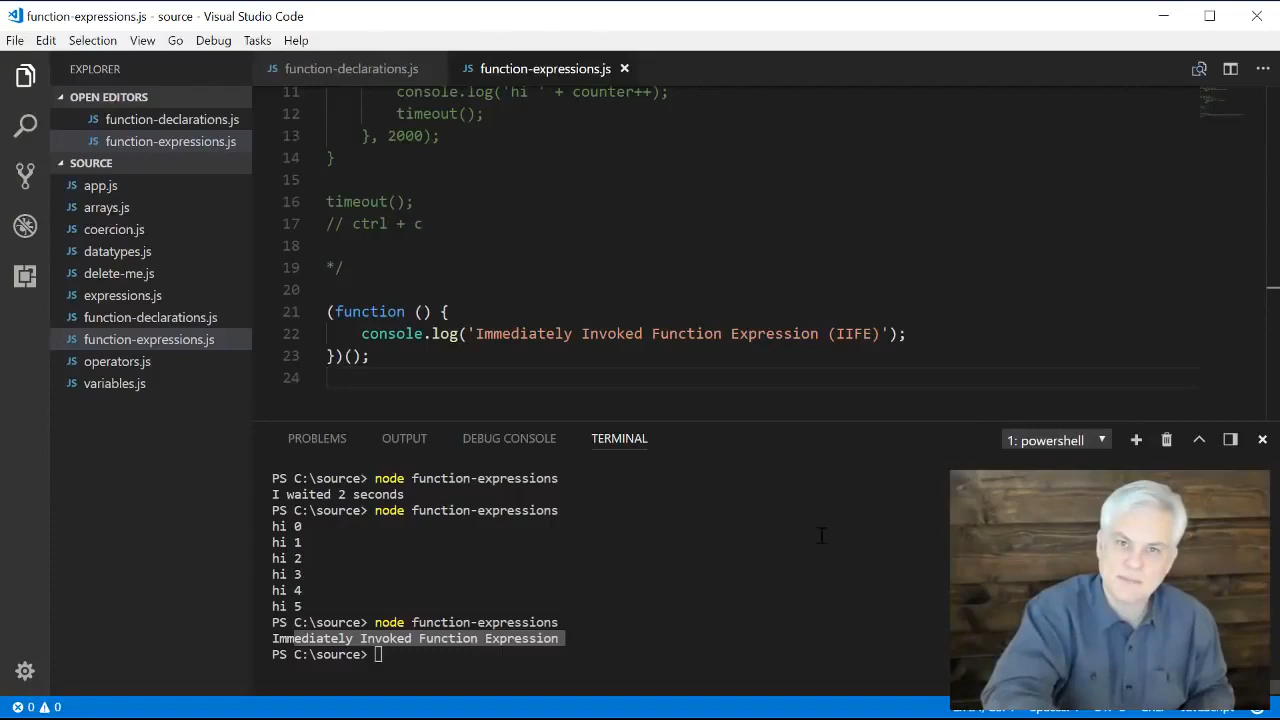 function-expressions.js - source - Visual Studio Code
File Edit Selection View Go Debug Tasks Help
EXPLORER
function-declarations.js
function-expressions.js
OPEN EDITORS
function-declarations.js
function-expressions.js
SOURCE
app.js
arrays.js
coercion.js
datatypes.js
delete-me.js
expressions.js
function-declarations.js
function-expressions.js
operators.js
variables.js
11 console.log('hi ' + counter++);
12 timeout();
13 }, 2000);
14 }
15
16 timeout();
17 // ctrl + c
18
19 */
20
21 (function () {
22 console.log('Immediately Invoked Function Expression (IIFE)');
23 })();
24
PROBLEMS OUTPUT DEBUG CONSOLE TERMINAL
1: powershell
PS C:\source> node function-expressions
I waited 2 seconds
PS C:\source> node function-expressions
hi 0
hi 1
hi 2
hi 3
hi 4
hi 5
PS C:\source> node function-expressions
Immediately Invoked Function Expression
PS C:\source>
0 0